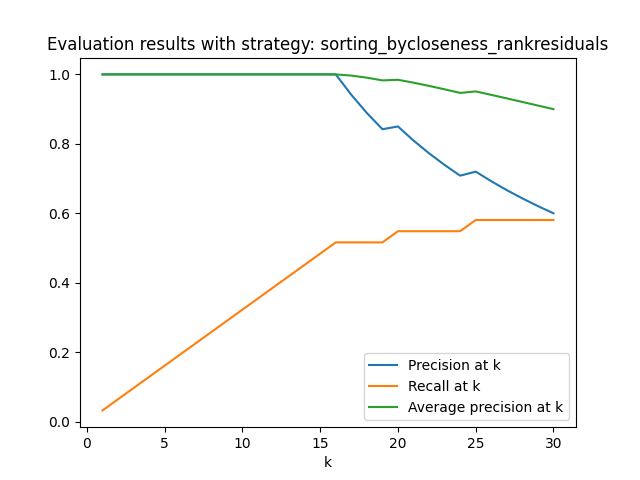 Evaluation results with strategy: sorting_bycloseness_rankresiduals
1.0
0.8
0.6
0.4
0.2
0.0
0 5 10 15 20 25 30
k
Precision at k
Recall at k
Average precision at k